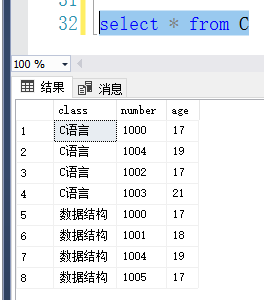 32 select * from C
100 %
结果 消息
class number age
1 C语言 1000 17
2 C语言 1004 19
3 C语言 1002 17
4 C语言 1003 21
5 数据结构 1000 17
6 数据结构 1001 18
7 数据结构 1004 19
8 数据结构 1005 17